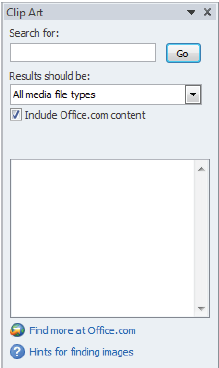 Clip Art
Search for:
Go
Results should be:
All media file types
Include Office.com content
Find more at Office.com
Hints for finding images